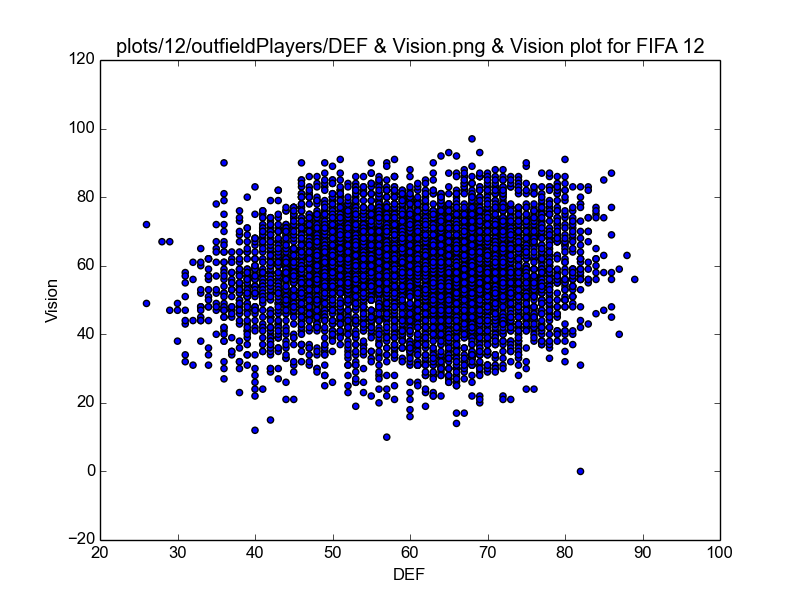 plots/12/outfieldPlayers/DEF & Vision.png & Vision plot for FIFA 12
120
100
80
60
40
20
0
−20
Vision
20 30 40 50 60 70 80 90 100
DEF